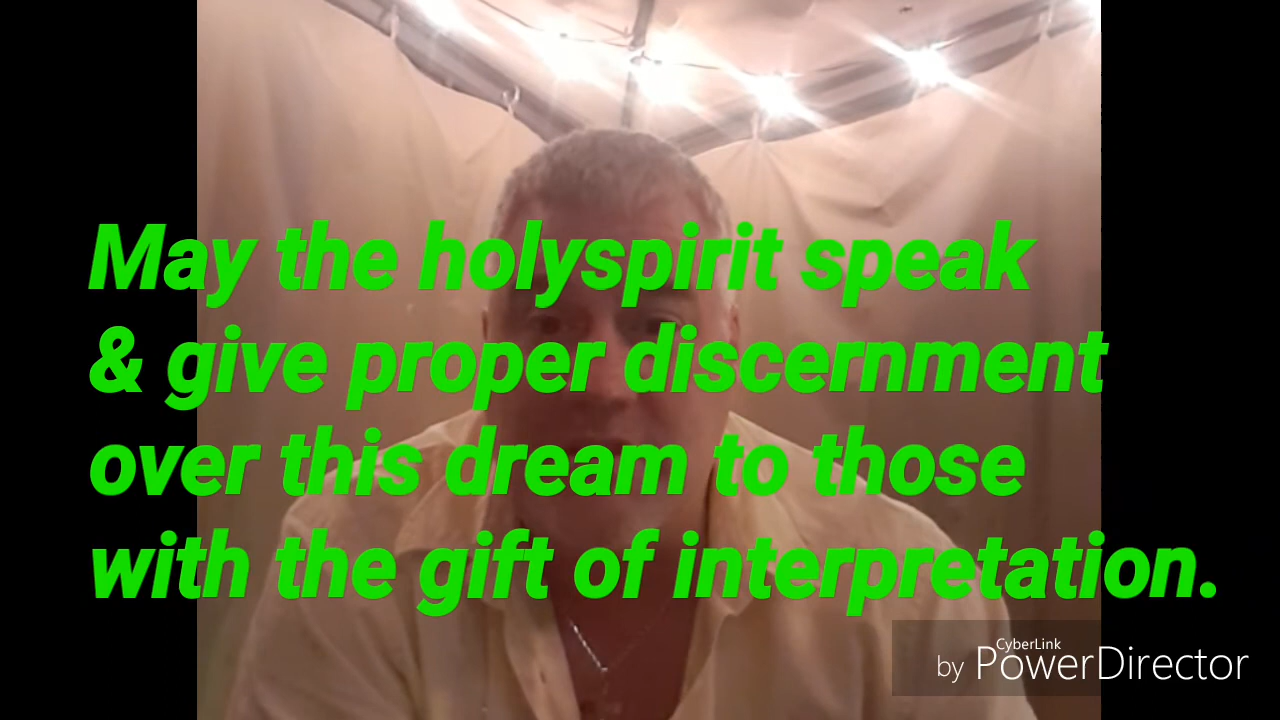 May the holyspirit speak
& give proper discernment
over this dream to those
with the gift of interpretation.
CyberLink
by PowerDirector